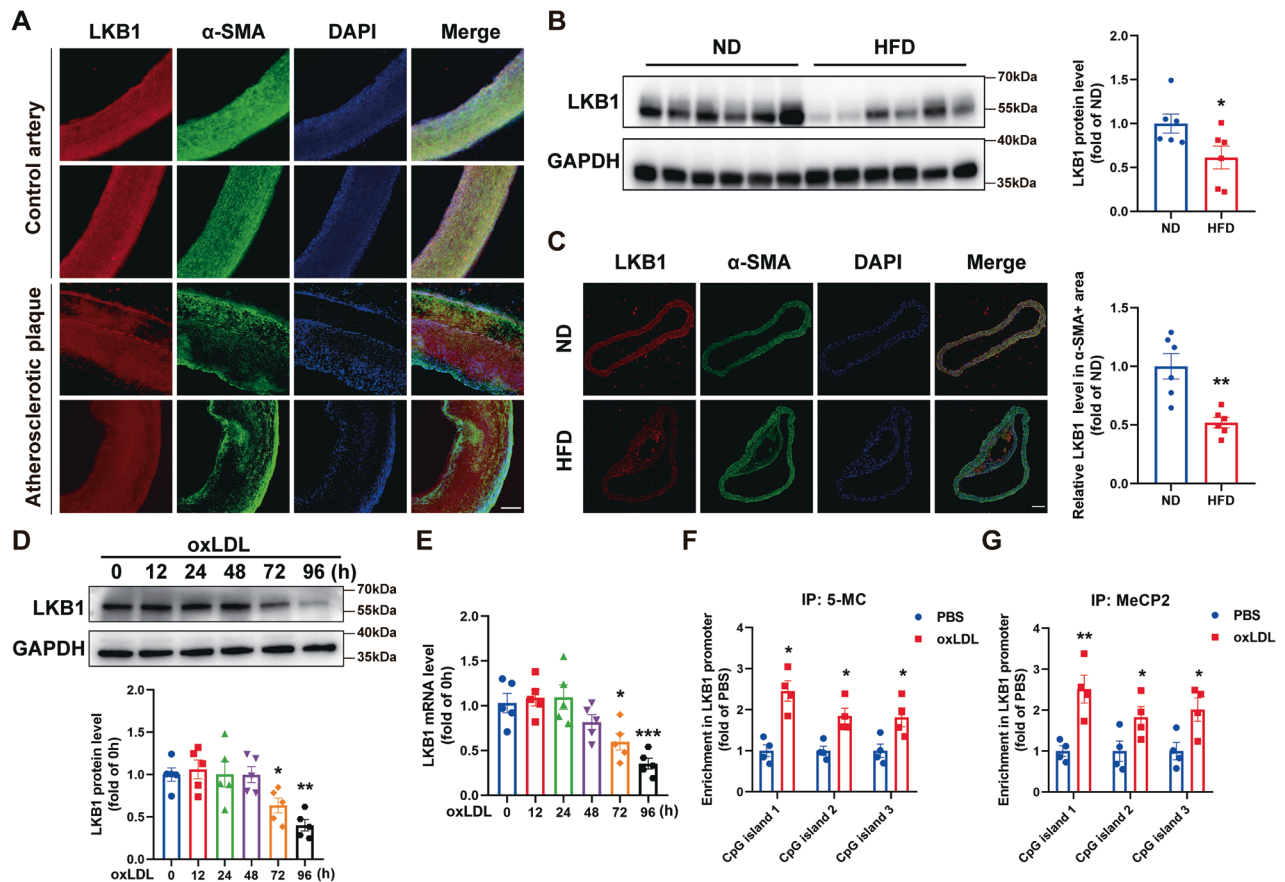 A
LKB1 α-SMA DAPI Merge
Control artery
Atherosclerotic plaque
B
ND HFD
LKB1
GAPDH
70kDa
55kDa
40kDa
35kDa
LKB1 protein level
(fold of ND)
2.0
1.5
1.0
0.5
0.0
*
ND HFD
C
LKB1 α-SMA DAPI Merge
ND
HFD
Relative LKB1 level in α-SMA+ area
(fold of ND)
1.5
1.0
0.5
0.0
**
ND HFD
D
oxLDL
0 12 24 48 72 96 (h)
LKB1
GAPDH
70kDa
55kDa
40kDa
35kDa
LKB1 protein level
(fold of 0h)
2.0
1.5
1.0
0.5
0.0
*
**
oxLDL 0 12 24 48 72 96 (h)
E
LKB1 mRNA level
(fold of 0h)
2.0
1.5
1.0
0.5
0.0
*
***
oxLDL 0 12 24 48 72 96 (h)
F
IP: 5-MC
PBS
oxLDL
Enrichment in LKB1 promoter
(fold of PBS)
4
3
2
1
0
* * *
CpG island 1
CpG island 2
CpG island 3
G
IP: MeCP2
PBS
oxLDL
Enrichment in LKB1 promoter
(fold of PBS)
4
3
2
1
0
** * *
CpG island 1
CpG island 2
CpG island 3